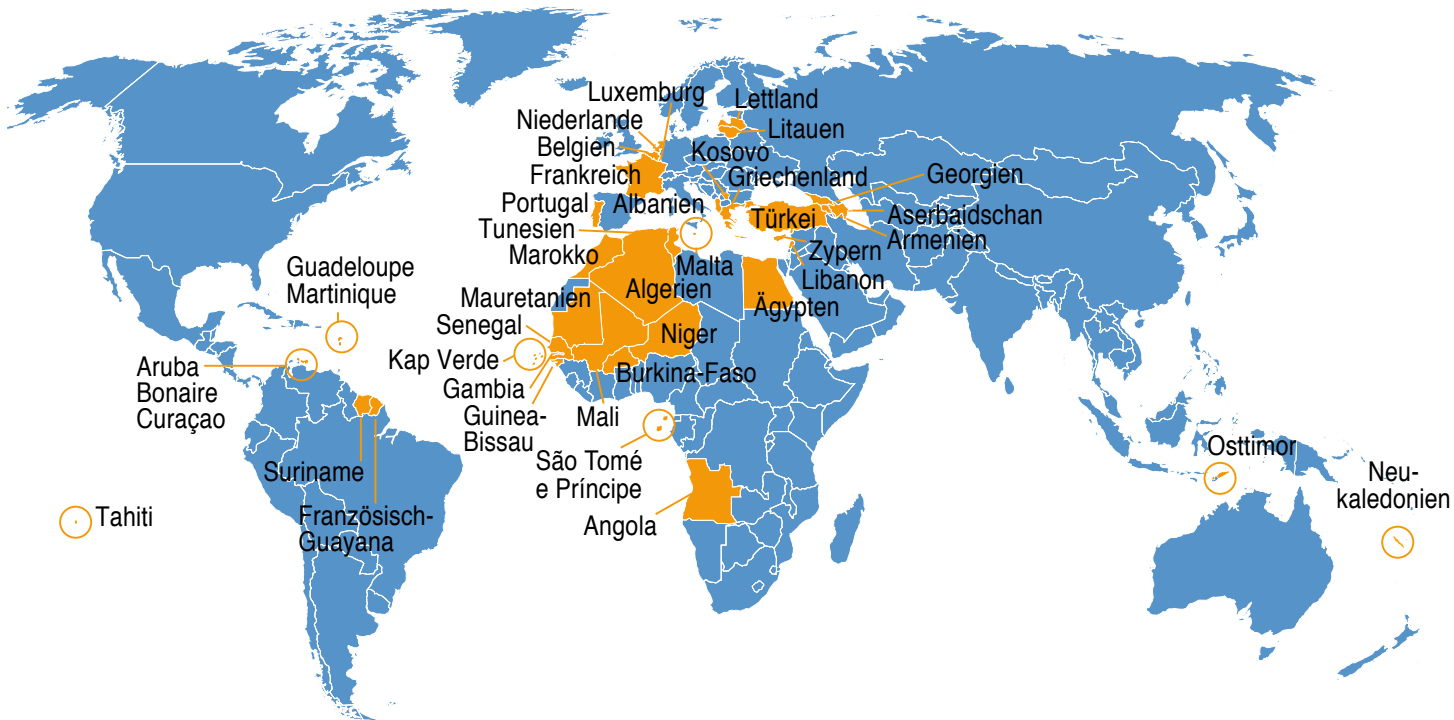 Luxemburg
Lettland
Niederlande
Litauen
Belgien
Kosovo
Frankreich
Griechenland
Georgien
Portugal
Albanien
Türkei
Aserbaidschan
Tunesien
Armenien
Marokko
Zypern
Malta
Libanon
Guadeloupe
Martinique
Algerien
Mauretanien
Ägypten
Senegal
Niger
Kap Verde
Aruba
Bonaire
Curaçao
Burkina-Faso
Gambia
Guinea-
Bissau
Mali
Osttimor
São Tomé
e Príncipe
Suriname
Neu-
kaledonien
Tahiti
Französisch-
Guayana
Angola